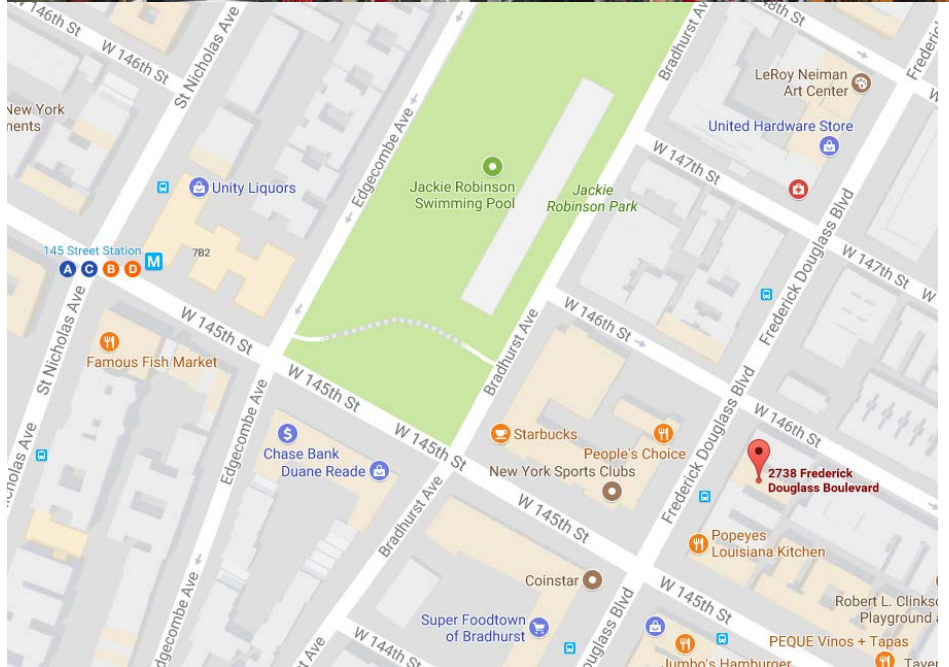 W 146th St
W 146th St
St Nicholas Ave
New York
Edgecombe Ave
Unity Liquors
145 Street Station
A C B D M
7B2
St Nicholas Ave
W 145th St
Famous Fish Market
Jackie Robinson
Swimming Pool
Jackie
Robinson Park
Bradhurst Ave
LeRoy Neiman
Art Center
United Hardware Store
W 147th St
Frederick Douglass Blvd
W 147th St
W 146th St
Bradhurst Ave
Frederick Douglass Blvd
W 146th St
W 145th St
Edgecombe Ave
Chase Bank
Duane Reade
W 145th St
Bradhurst Ave
Starbucks
People's Choice
New York Sports Clubs
W 145th St
Frederick Douglass Blvd
2738 Frederick
Douglass Boulevard
Popeyes
Louisiana Kitchen
Coinstar
Super Foodtown
of Bradhurst
W 144th St
W 145th St
Robert L. Clinks
Playground
PEQUE Vinos + Tapas
Jumbo's Hamburger